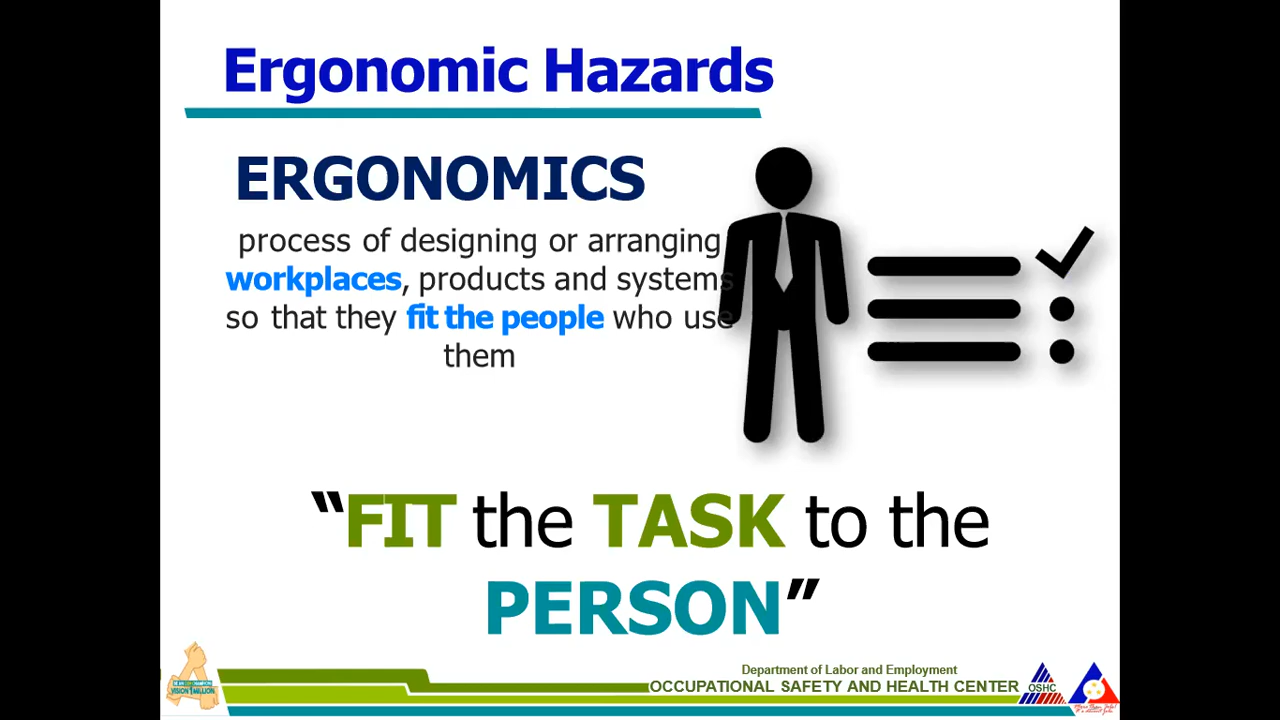 Ergonomic Hazards
ERGONOMICS
process of designing or arranging
workplaces, products and systems
so that they fit the people who use
them
“FIT the TASK to the
PERSON”
Department of Labor and Employment
OCCUPATIONAL SAFETY AND HEALTH CENTER
OSHC
VISION 1 MILLION